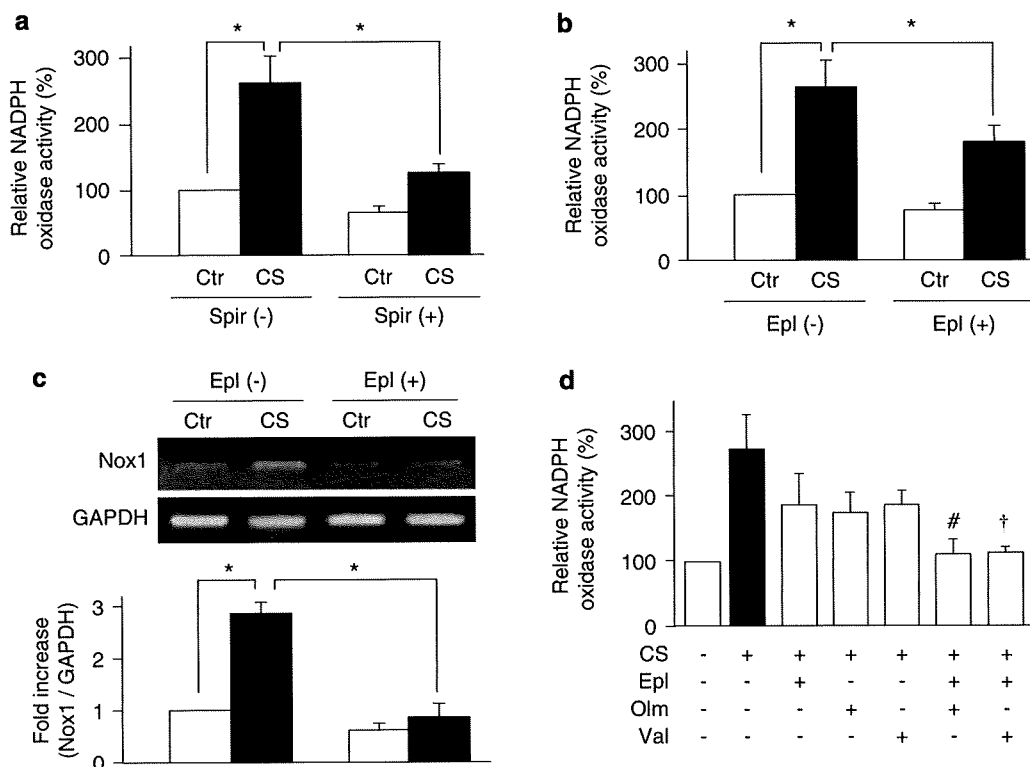 a
Relative NADPH
oxidase activity (%)
300
200
100
0
*
*
Ctr
CS
Spir (-)
Spir (+)
b
Relative NADPH
oxidase activity (%)
300
200
100
0
*
*
Ctr
CS
Ctr
CS
Epl (-)
Epl (+)
c
Epl (-)
Epl (+)
Ctr
CS
Ctr
CS
Nox1
GAPDH
*
*
Fold increase
(Nox1 / GAPDH)
3
2
1
0
d
Relative NADPH
oxidase activity (%)
300
200
100
0
#
†
CS - + + + + + +
Epl - - + - - + +
Olm - - - + - + -
Val - - - - + - +